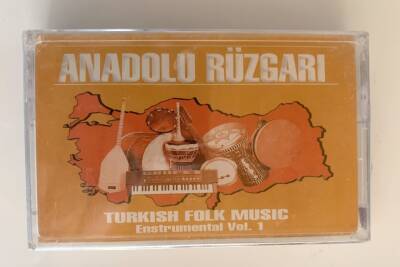 ANADOLU RÜZGARI
TURKISH FOLK MUSIC
Enstrumental Vol. 1